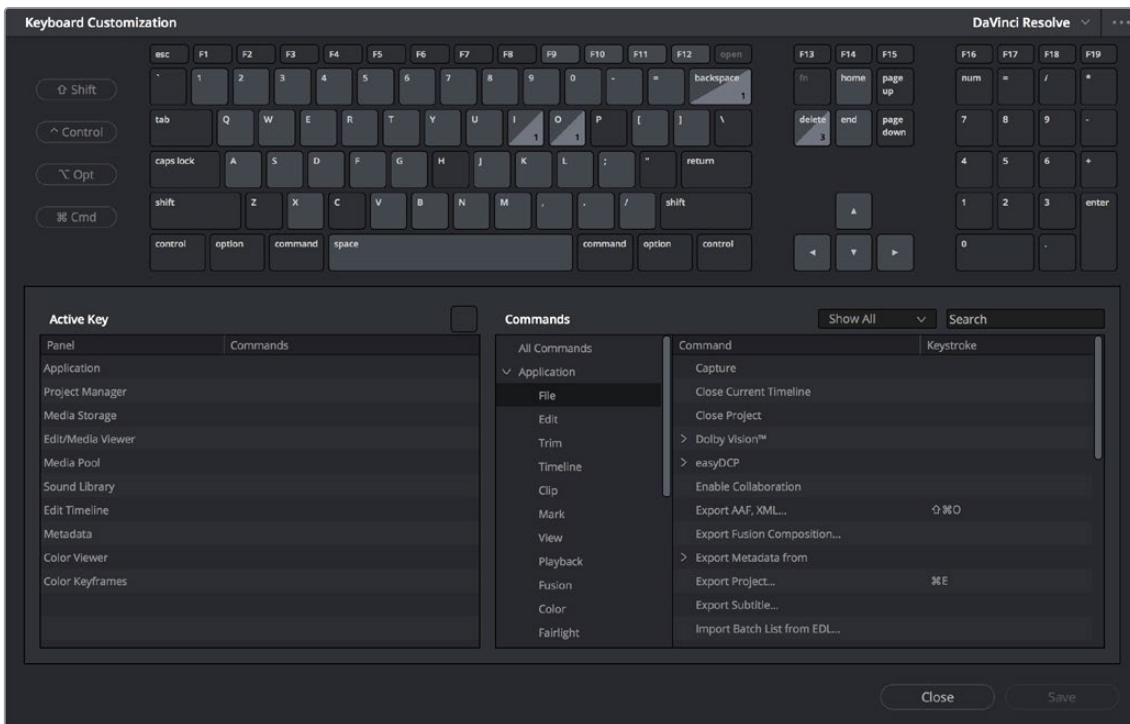 Keyboard Customization DaVinci Resolve
esc F1 F2 F3 F4 F5 F6 F7 F8 F9 F10 F11 F12 open F13 F14 F15 F16 F17 F18 F19
⇧ Shift
` 1 2 3 4 5 6 7 8 9 0 - = backspace 1 fn home page up num = / *
^ Control
tab Q W E R T Y U I 1 O 1 P [ ] \ delete 3 end page down 7 8 9 -
⌥ Opt
caps lock A S D F G H J K L ; " return 4 5 6 +
⌘ Cmd
shift Z X C V B N M , . / shift ▲ 1 2 3 enter
control option command space command option control ◄ ▼ ► 0 .
Active Key
Panel Commands
Application
Project Manager
Media Storage
Edit/Media Viewer
Media Pool
Sound Library
Edit Timeline
Metadata
Color Viewer
Color Keyframes
Commands Show All Search
All Commands
Application
File
Edit
Trim
Timeline
Clip
Mark
View
Playback
Fusion
Color
Fairlight
Command Keystroke
Capture
Close Current Timeline
Close Project
> Dolby Vision™
> easyDCP
Enable Collaboration
Export AAF, XML... ⇧⌘O
Export Fusion Composition...
> Export Metadata from
Export Project... ⌘E
Export Subtitle...
Import Batch List from EDL...
Close Save